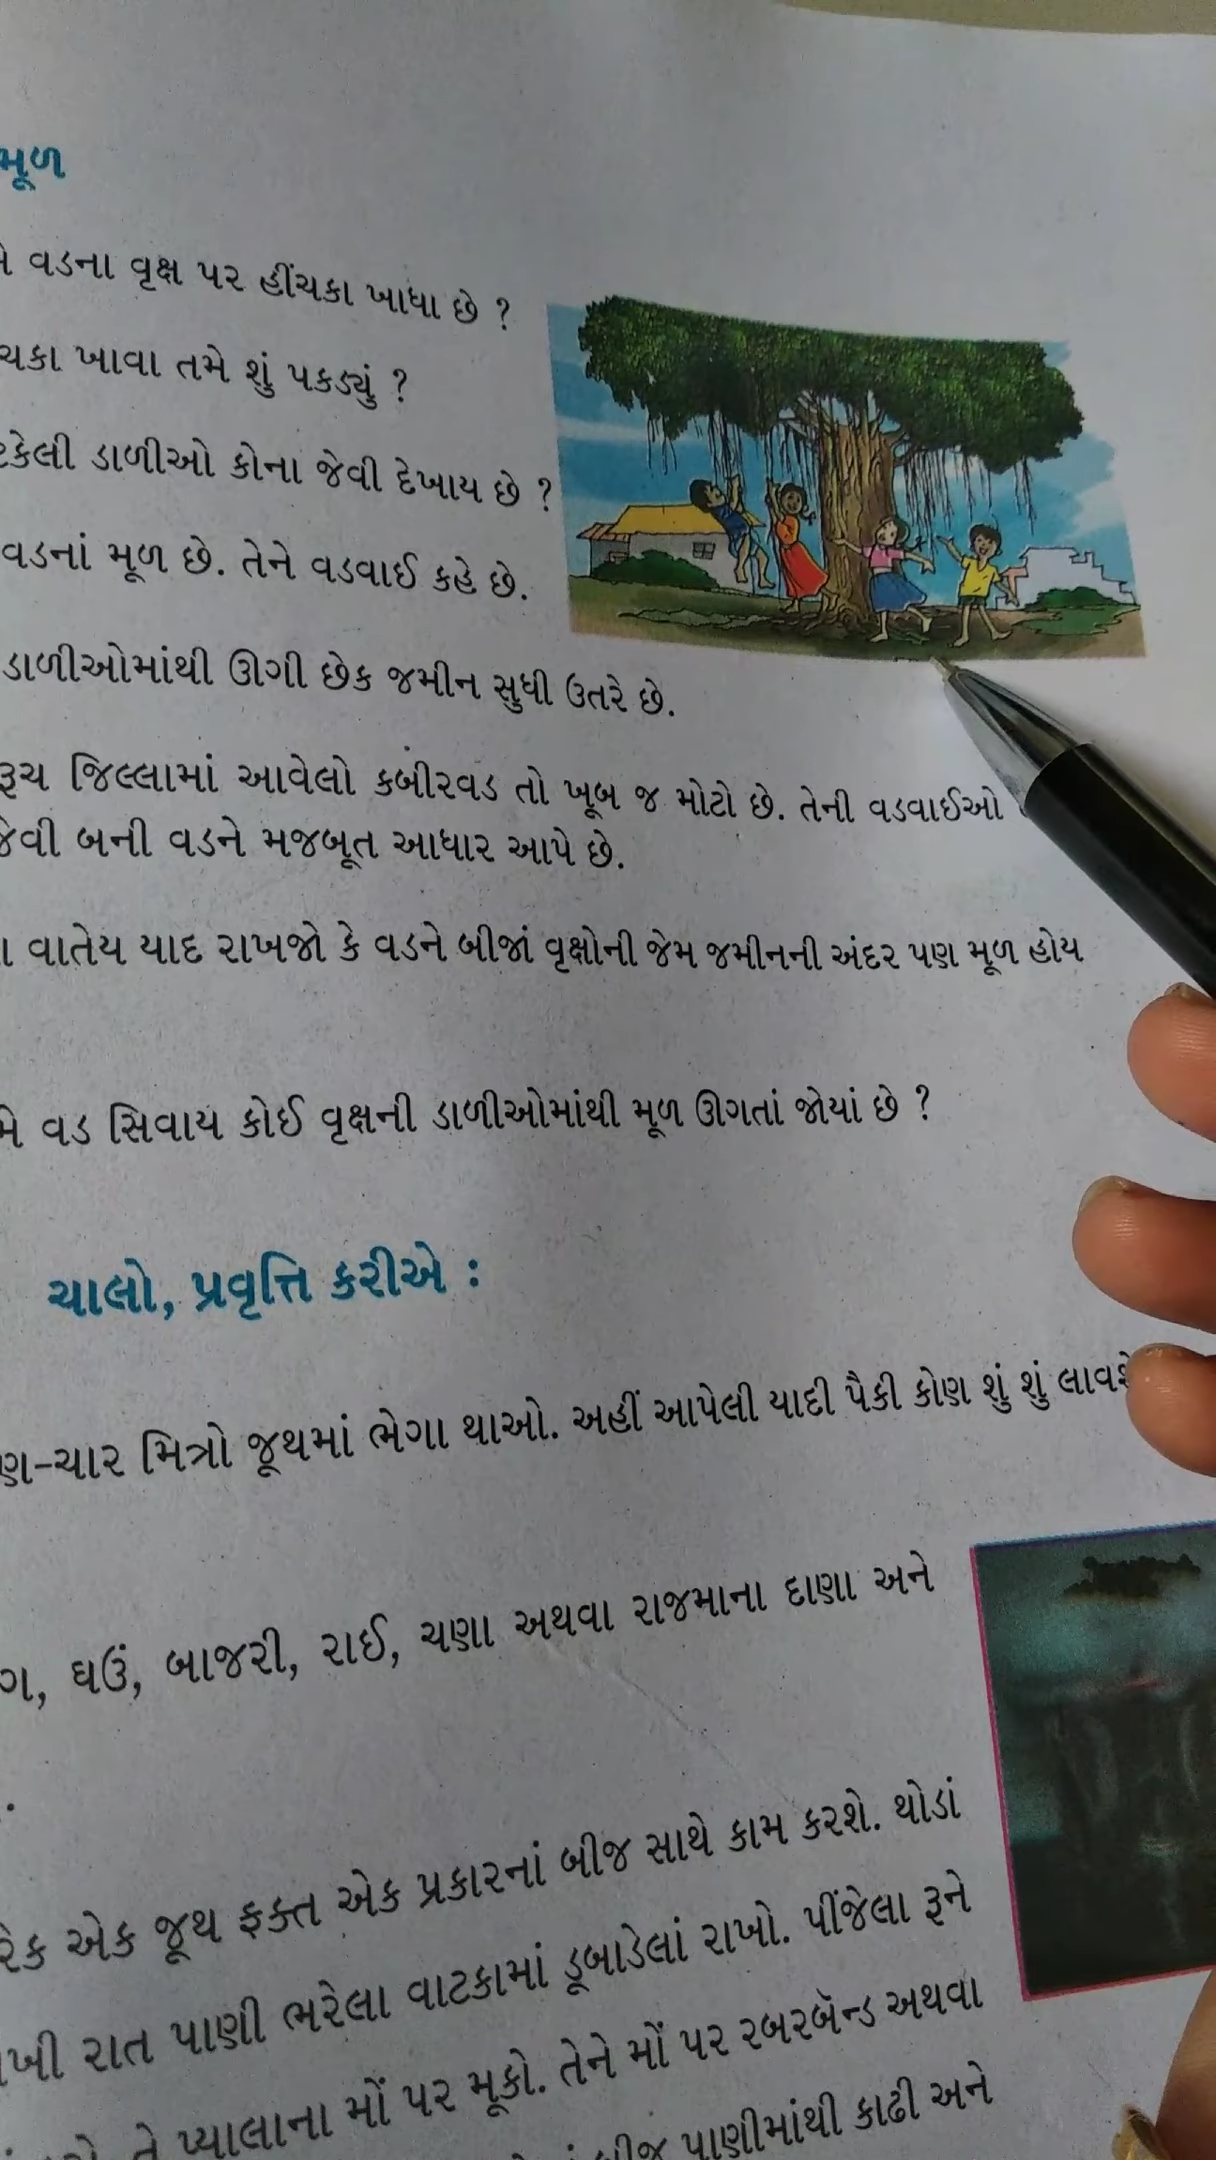 મૂળ
વડના વૃક્ષ પર હીંચકા ખાધા છે ?
ખાવા તમે શું પકડ્યું ?
ડાળીઓ કોના જેવી દેખાય છે ?
વડનાં મૂળ છે. તેને વડવાઈ કહે છે.
ડાળીઓમાંથી ઊગી છેક જમીન સુધી ઉતરે છે.
જિલ્લામાં આવેલો કબીરવડ તો ખૂબ જ મોટો છે. તેની વડવાઈઓ
બની વડને મજબૂત આધાર આપે છે.
વાતેય યાદ રાખજો કે વડને બીજાં વૃક્ષોની જેમ જમીનની અંદર પણ મૂળ હોય
વડ સિવાય કોઈ વૃક્ષની ડાળીઓમાંથી મૂળ ઊગતાં જોયાં છે ?
ચાલો, પ્રવૃત્તિ કરીએ :
મિત્રો જૂથમાં ભેગા થાઓ. અહીં આપેલી યાદી પૈકી કોણ શું શું
ઘઉં, બાજરી, રાઈ, ચણા અથવા રાજમાના દાણા અને
એક જૂથ ફક્ત એક પ્રકારનાં બીજ સાથે કામ કરશે. થોડાં
રાત પાણી ભરેલા વાટકામાં ડૂબાડેલાં રાખો. પીંજેલા રૂને
પ્યાલાના મોં પર મૂકો. તેને મોં પર રબરબૅન્ડ અથવા
બીજ પાણીમાંથી કાઢી અને